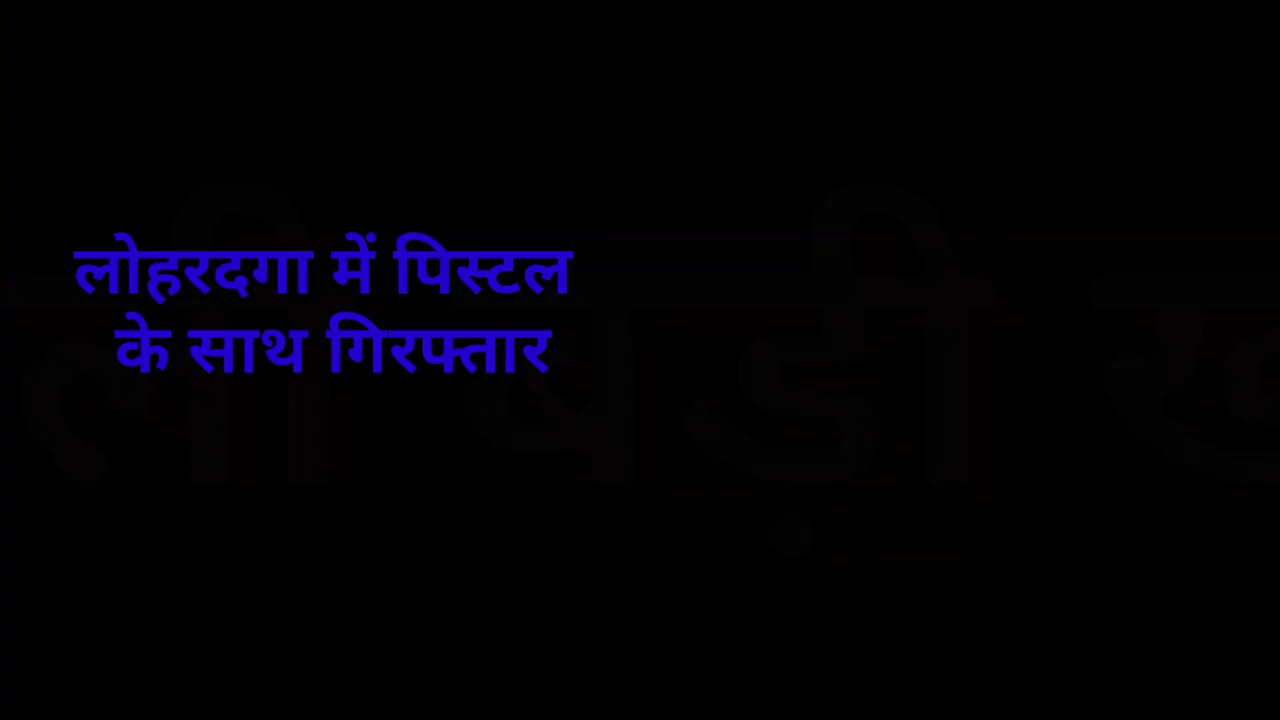 लोहरदगा में पिस्टल
के साथ गिरफ्तार